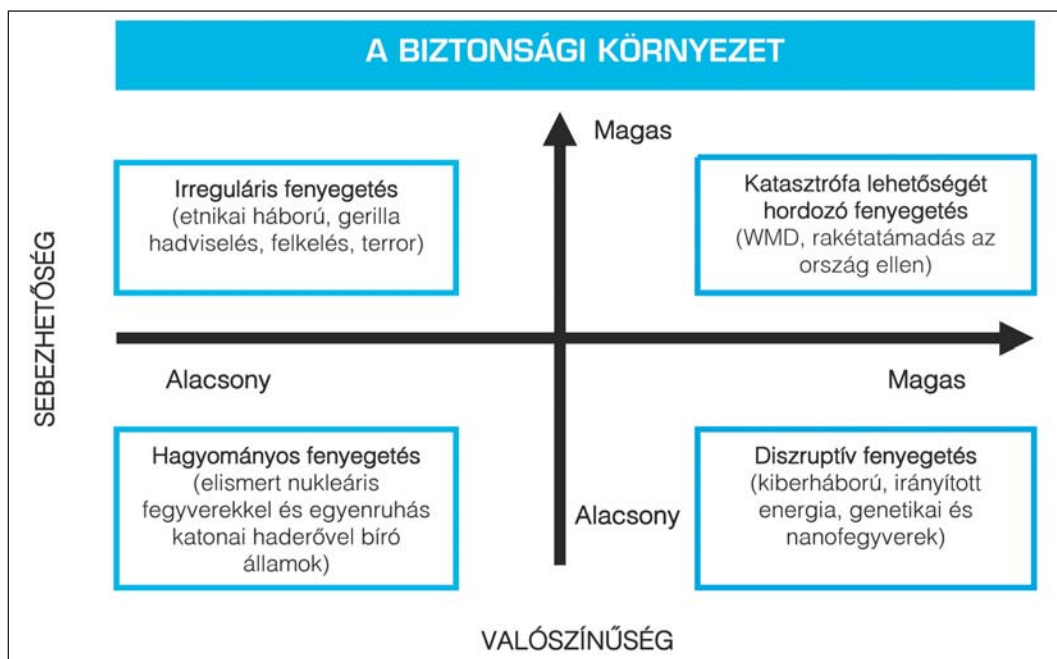 A BIZTONSÁGI KÖRNYEZET
Magas
Irreguláris fenyegetés
(etnikai háború, gerilla
hadviselés, felkelés, terror)
Katasztrófa lehetőségét
hordozó fenyegetés
(WMD, rakétatámadás az
ország ellen)
SEBEZHETŐSÉG
Alacsony
Magas
Hagyományos fenyegetés
(elismert nukleáris
fegyverekkel és egyenruhás
katonai haderővel bíró
államok)
Alacsony
Diszruptív fenyegetés
(kiberháború, irányított
energia, genetikai és
nanofegyverek)
VALÓSZÍNŰSÉG